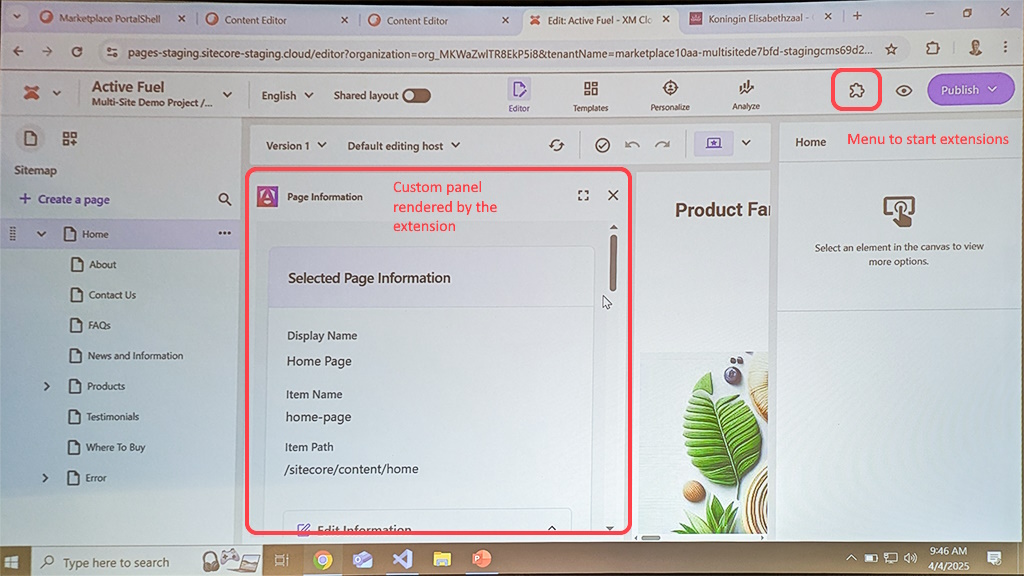 Marketplace PortalShell
Content Editor
Content Editor
Edit: Active Fuel - XM Clo
Koningin Elisabethzaal -
pages-staging.sitecore-staging.cloud/editor?organization=org_MKWaZwlTR8EkP5i8&tenantName=marketplace10aa-multisitede7bfd-stagingcms69d2...
Active Fuel
Multi-Site Demo Project /...
English
Shared layout
Editor
Templates
Personalize
Analyze
Publish
Menu to start extensions
Sitemap
Create a page
Home
About
Contact Us
FAQs
News and Information
Products
Testimonials
Where To Buy
Error
Version 1
Default editing host
Page Information
Custom panel
rendered by the
extension
Selected Page Information
Display Name
Home Page
Item Name
home-page
Item Path
/sitecore/content/home
Edit Information
Product Fa
Home
Select an element in the canvas to view
more options.
Type here to search
9:46 AM
4/4/2025